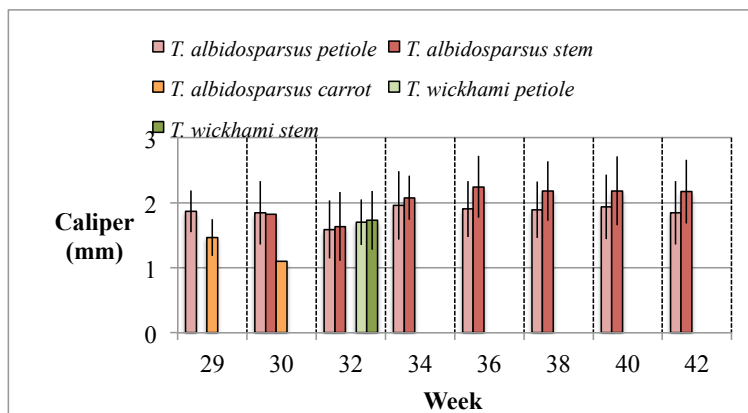 T. albidosparsus petiole T. albidosparsus stem
T. albidosparsus carrot T. wickhami petiole
T. wickhami stem
3
2
1
0
Caliper
(mm)
29 30 32 34 36 38 40 42
Week